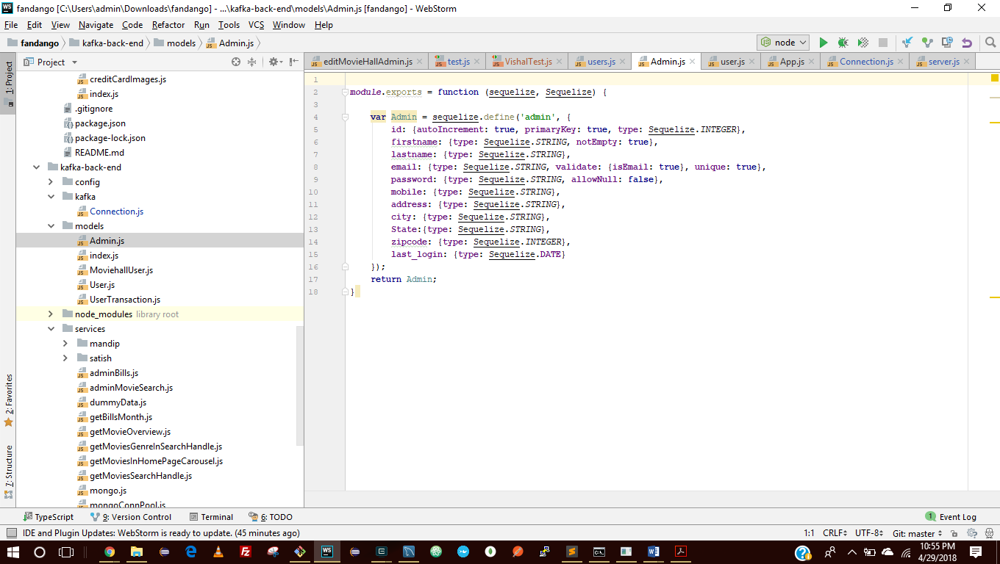 fandango [C:\Users\admin\Downloads\fandango] - ...\kafka-back-end\models\Admin.js [fandango] - WebStorm
File Edit View Navigate Code Refactor Run Tools VCS Window Help
fandango kafka-back-end models Admin.js node
Project
editMovieHallAdmin.js test.js VishalTest.js users.js Admin.js user.js App.js Connection.js server.js
1: Project
creditCardImages.js
index.js
.gitignore
package.json
package-lock.json
README.md
kafka-back-end
config
kafka
Connection.js
models
Admin.js
index.js
MoviehallUser.js
User.js
UserTransaction.js
node_modules library root
services
mandip
satish
adminBills.js
adminMovieSearch.js
dummyData.js
getBillsMonth.js
getMovieOverview.js
getMoviesGenreInSearchHandle.js
getMoviesInHomePageCarousel.js
getMoviesSearchHandle.js
mongo.js
mongoConnPool.js
2: Favorites
7: Structure
1
2 module.exports = function (sequelize, Sequelize) {
3
4 var Admin = sequelize.define('admin', {
5 id: {autoIncrement: true, primaryKey: true, type: Sequelize.INTEGER},
6 firstname: {type: Sequelize.STRING, notEmpty: true},
7 lastname: {type: Sequelize.STRING},
8 email: {type: Sequelize.STRING, validate: {isEmail: true}, unique: true},
9 password: {type: Sequelize.STRING, allowNull: false},
10 mobile: {type: Sequelize.STRING},
11 address: {type: Sequelize.STRING},
12 city: {type: Sequelize.STRING},
13 State:{type: Sequelize.STRING},
14 zipcode: {type: Sequelize.INTEGER},
15 last_login: {type: Sequelize.DATE}
16 });
17 return Admin;
18 }
TypeScript 9: Version Control Terminal 6: TODO 1 Event Log
IDE and Plugin Updates: WebStorm is ready to update. (45 minutes ago) 1:1 CRLF UTF-8 Git: master
10:55 PM
4/29/2018